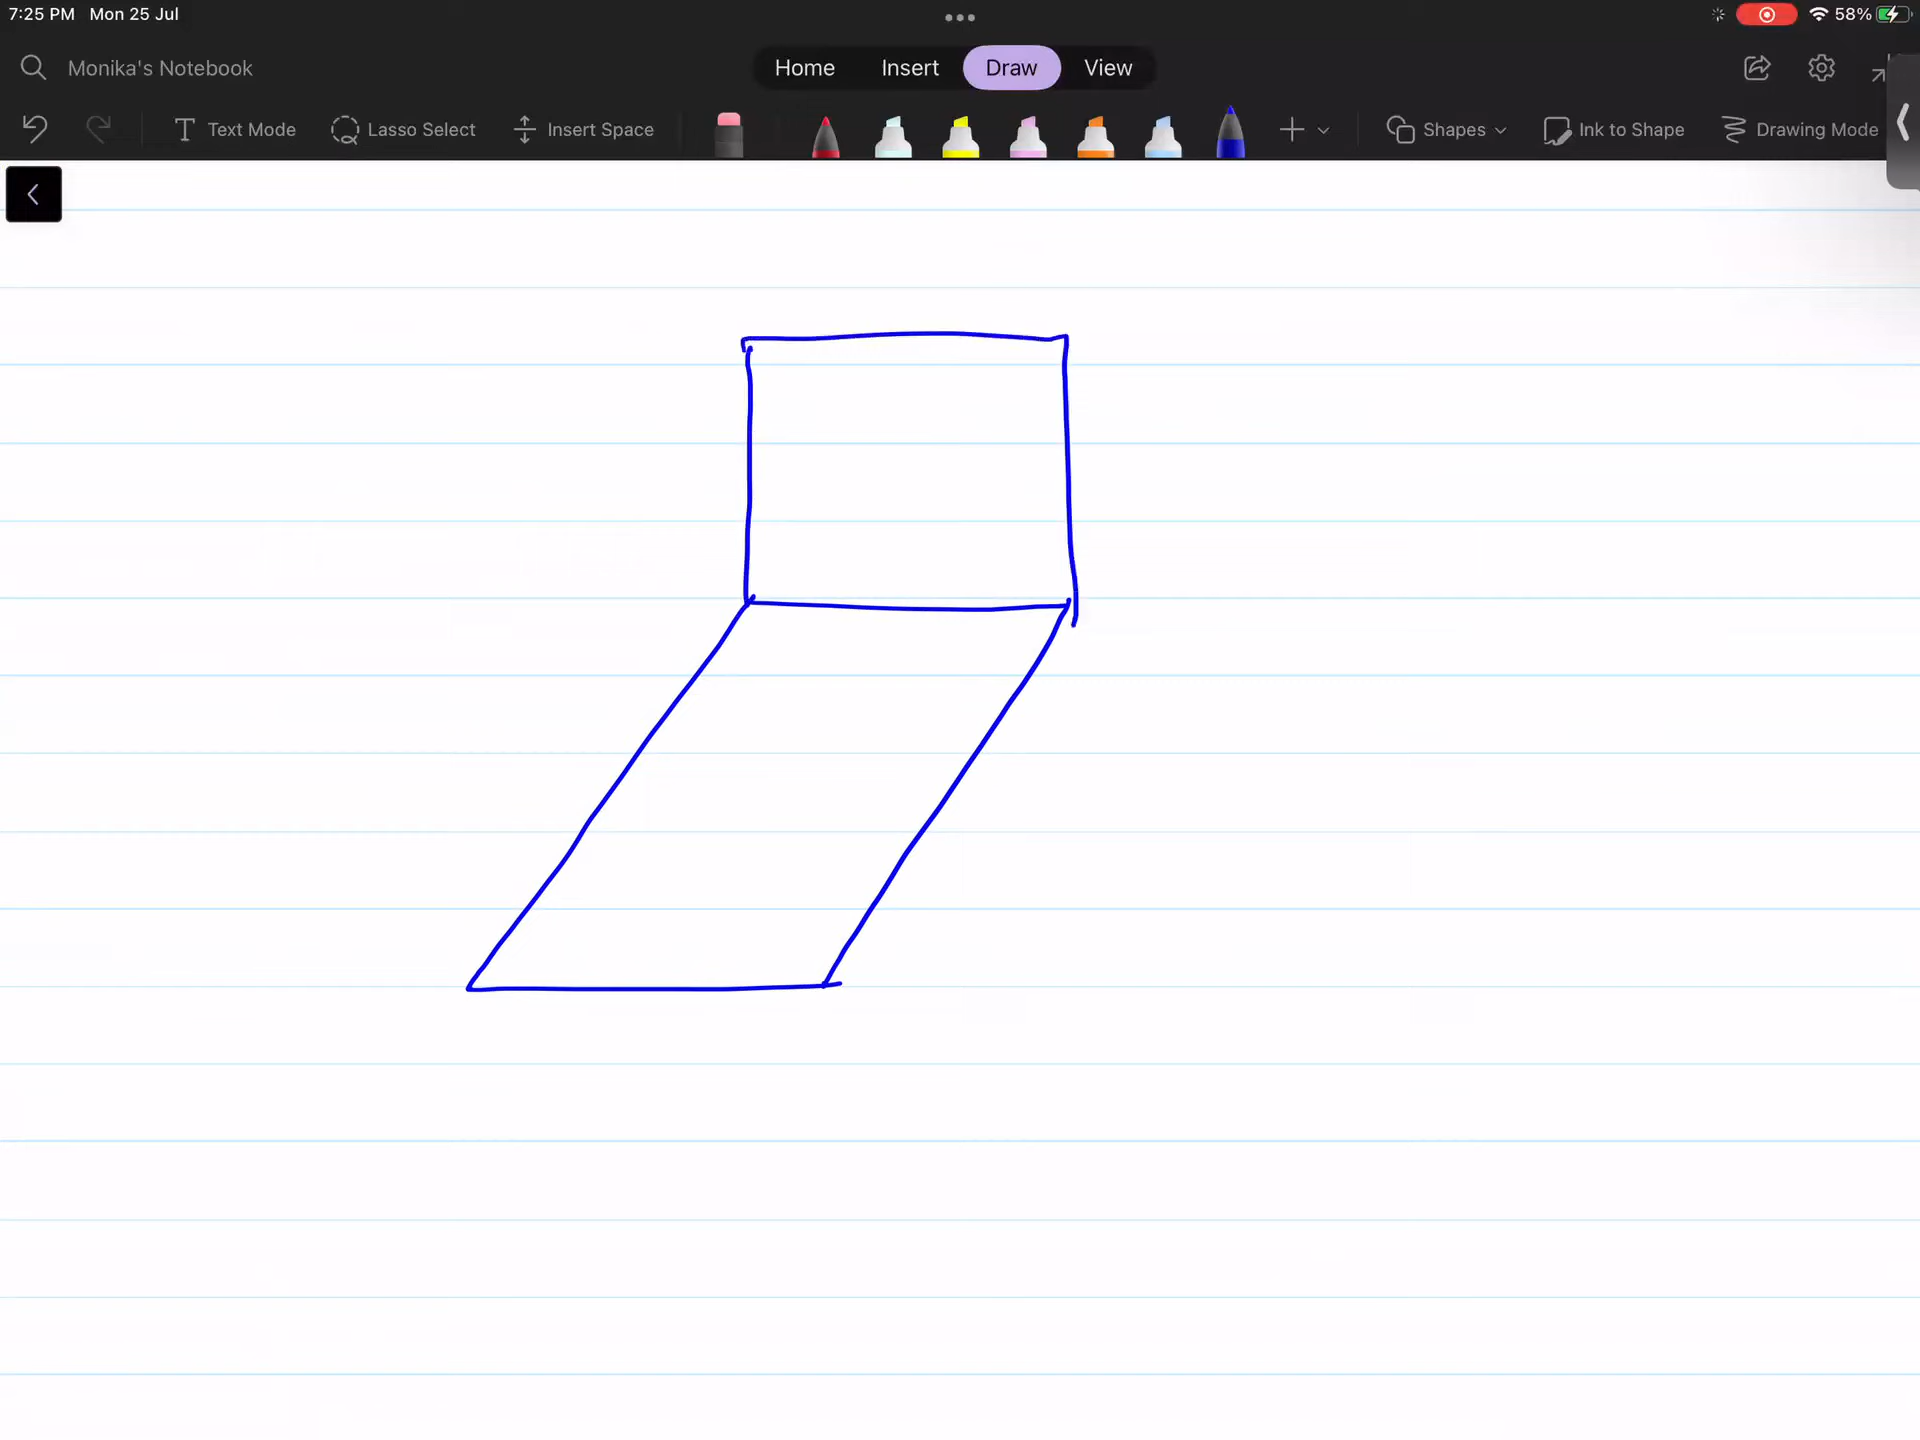 7:25 PM Mon 25 Jul
58%
Monika's Notebook
Home Insert Draw View
Text Mode Lasso Select Insert Space Shapes Ink to Shape Drawing Mode